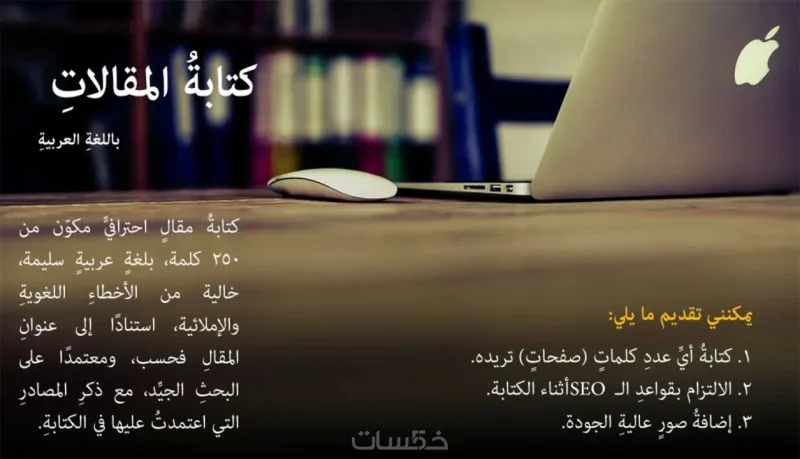 كتابةُ المقالاتِ
باللغةِ العربيةِ
كتابةُ مقالٍ احترافيٍّ مكوّن من
٢٥٠ كلمة، بلغةٍ عربيةٍ سليمة،
خالية من الأخطاءِ اللغويةِ
والإملائية، استنادًا إلى عنوانِ
المقالِ فحسب، ومعتمدًا على
البحثِ الجيِّد، مع ذكرِ المصادرِ
التي اعتمدتُ عليها في الكتابةِ.
يمكنني تقديم ما يلي:
١. كتابةُ أيِّ عددِ كلماتٍ (صفحاتٍ) تريده.
٢. الالتزام بقواعدِ الـ SEOأثناء الكتابة.
٣. إضافةُ صورٍ عاليةِ الجودة.
خمسات